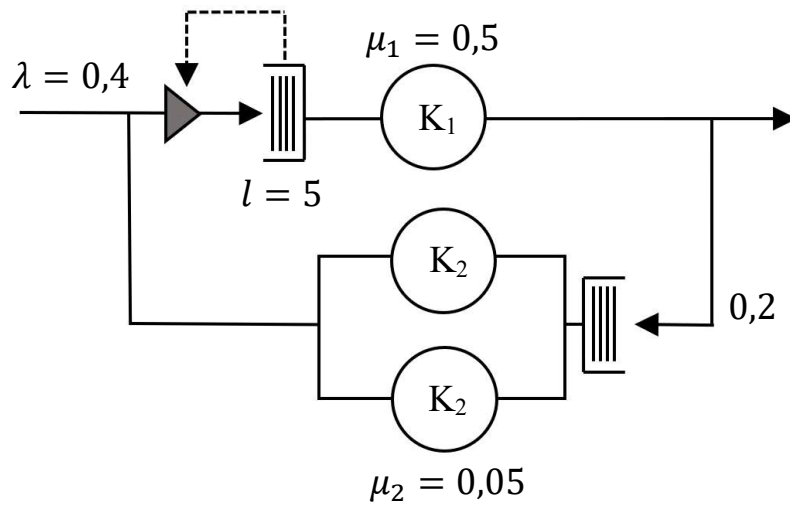 μ₁ = 0,5
λ = 0,4
K₁
l = 5
K₂
0,2
K₂
μ₂ = 0,05